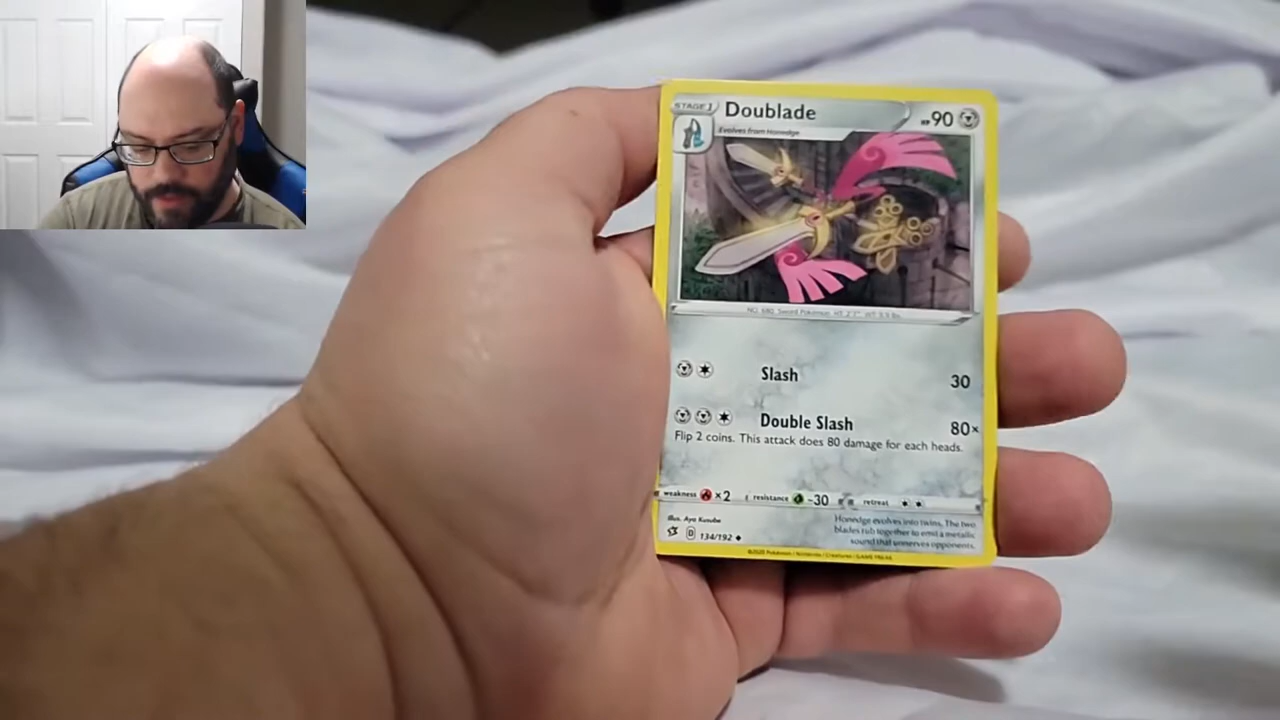 STAGE 1
Doublade
HP 90
Evolves from Honedge
NO. 680 Sword Pokémon HT: 2'7" WT: 9.9 lbs.
Slash 30
Double Slash 80×
Flip 2 coins. This attack does 80 damage for each heads.
weakness ×2 resistance -30 retreat
Illus. Aya Kusube
D 134/192
Honedge evolves into twins. The two
blades rub together to emit a metallic
sound that unnerves opponents.
©2020 Pokémon / Nintendo / Creatures / GAME FREAK